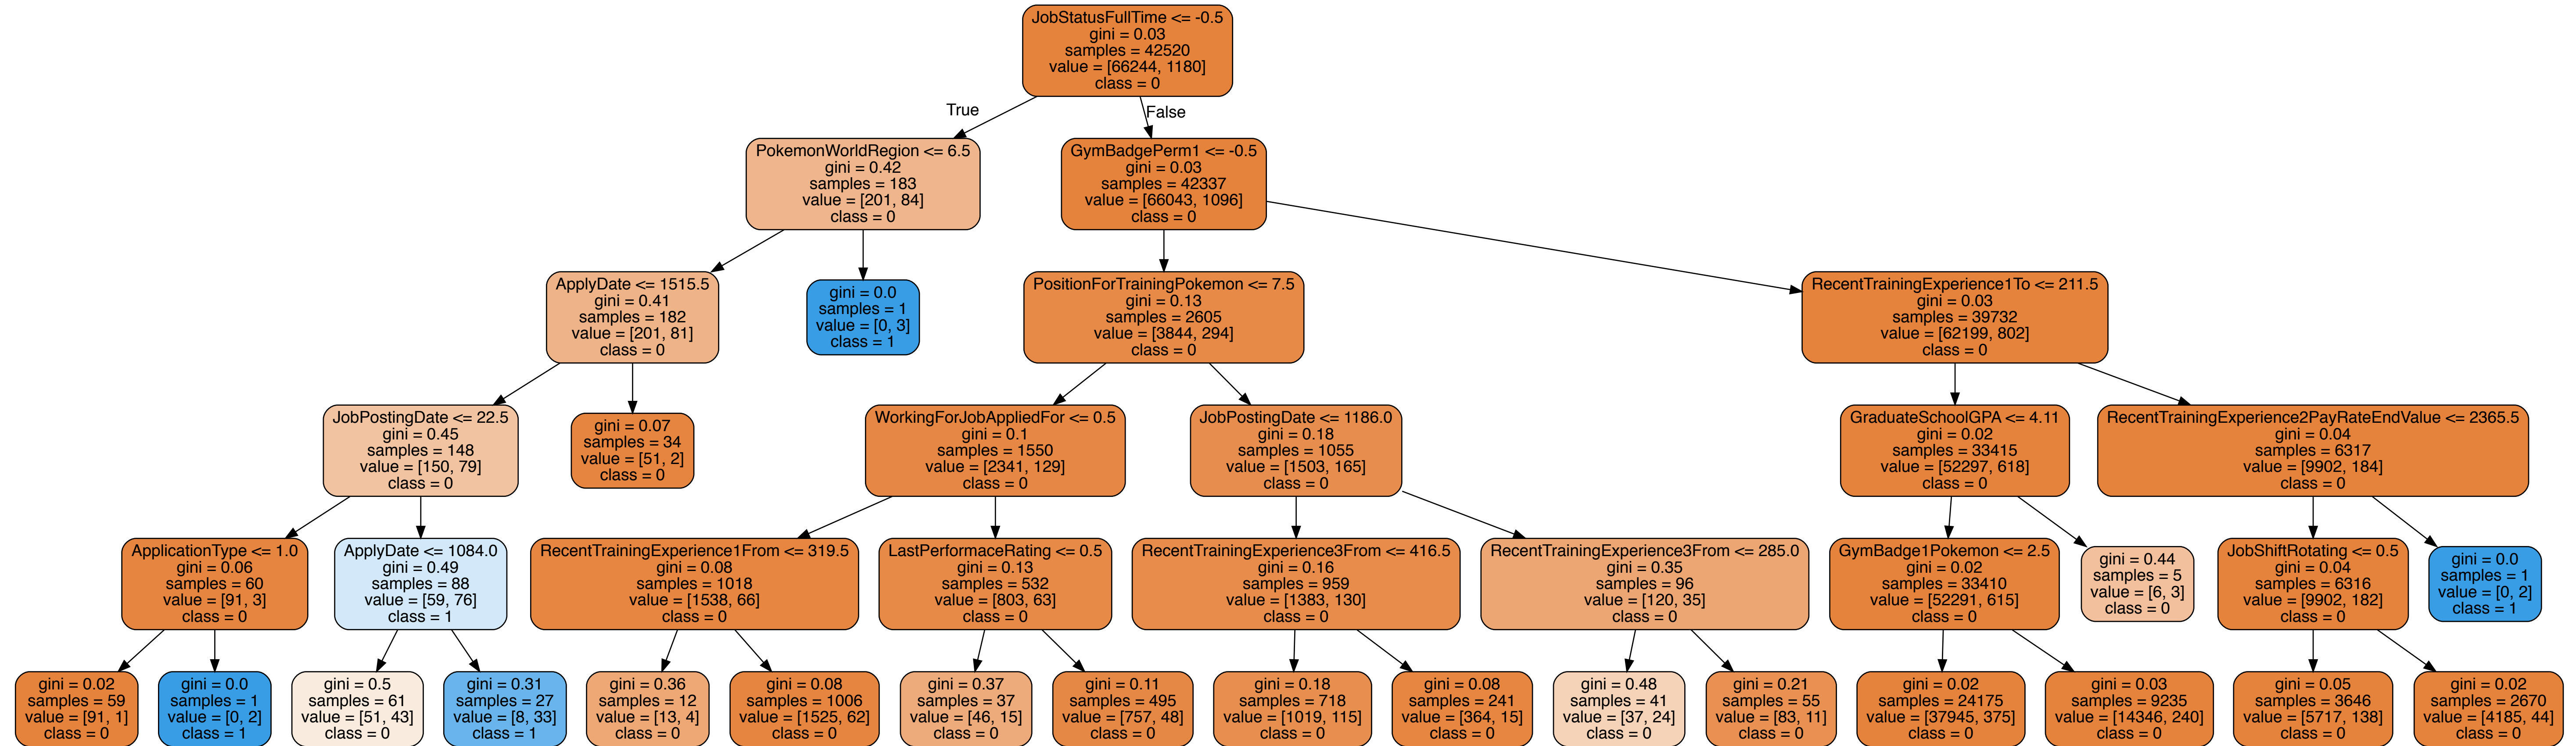 JobStatusFullTime <= -0.5
gini = 0.03
samples = 42520
value = [66244, 1180]
class = 0
True
False
PokemonWorldRegion <= 6.5
gini = 0.42
samples = 183
value = [201, 84]
class = 0
GymBadgePerm1 <= -0.5
gini = 0.03
samples = 42337
value = [66043, 1096]
class = 0
ApplyDate <= 1515.5
gini = 0.41
samples = 182
value = [201, 81]
class = 0
gini = 0.0
samples = 1
value = [0, 3]
class = 1
PositionForTrainingPokemon <= 7.5
gini = 0.13
samples = 2605
value = [3844, 294]
class = 0
RecentTrainingExperience1To <= 211.5
gini = 0.03
samples = 39732
value = [62199, 802]
class = 0
JobPostingDate <= 22.5
gini = 0.45
samples = 148
value = [150, 79]
class = 0
gini = 0.07
samples = 34
value = [51, 2]
class = 0
WorkingForJobAppliedFor <= 0.5
gini = 0.1
samples = 1550
value = [2341, 129]
class = 0
JobPostingDate <= 1186.0
gini = 0.18
samples = 1055
value = [1503, 165]
class = 0
GraduateSchoolGPA <= 4.11
gini = 0.02
samples = 33415
value = [52297, 618]
class = 0
RecentTrainingExperience2PayRateEndValue <= 2365.5
gini = 0.04
samples = 6317
value = [9902, 184]
class = 0
ApplicationType <= 1.0
gini = 0.06
samples = 60
value = [91, 3]
class = 0
ApplyDate <= 1084.0
gini = 0.49
samples = 88
value = [59, 76]
class = 1
RecentTrainingExperience1From <= 319.5
gini = 0.08
samples = 1018
value = [1538, 66]
class = 0
LastPerformaceRating <= 0.5
gini = 0.13
samples = 532
value = [803, 63]
class = 0
RecentTrainingExperience3From <= 416.5
gini = 0.16
samples = 959
value = [1383, 130]
class = 0
RecentTrainingExperience3From <= 285.0
gini = 0.35
samples = 96
value = [120, 35]
class = 0
GymBadge1Pokemon <= 2.5
gini = 0.02
samples = 33410
value = [52291, 615]
class = 0
gini = 0.44
samples = 5
value = [6, 3]
class = 0
JobShiftRotating <= 0.5
gini = 0.04
samples = 6316
value = [9902, 182]
class = 0
gini = 0.0
samples = 1
value = [0, 2]
class = 1
gini = 0.02
samples = 59
value = [91, 1]
class = 0
gini = 0.0
samples = 1
value = [0, 2]
class = 1
gini = 0.5
samples = 61
value = [51, 43]
class = 0
gini = 0.31
samples = 27
value = [8, 33]
class = 1
gini = 0.36
samples = 12
value = [13, 4]
class = 0
gini = 0.08
samples = 1006
value = [1525, 62]
class = 0
gini = 0.37
samples = 37
value = [46, 15]
class = 0
gini = 0.11
samples = 495
value = [757, 48]
class = 0
gini = 0.18
samples = 718
value = [1019, 115]
class = 0
gini = 0.08
samples = 241
value = [364, 15]
class = 0
gini = 0.48
samples = 41
value = [37, 24]
class = 0
gini = 0.21
samples = 55
value = [83, 11]
class = 0
gini = 0.02
samples = 24175
value = [37945, 375]
class = 0
gini = 0.03
samples = 9235
value = [14346, 240]
class = 0
gini = 0.05
samples = 3646
value = [5717, 138]
class = 0
gini = 0.02
samples = 2670
value = [4185, 44]
class = 0